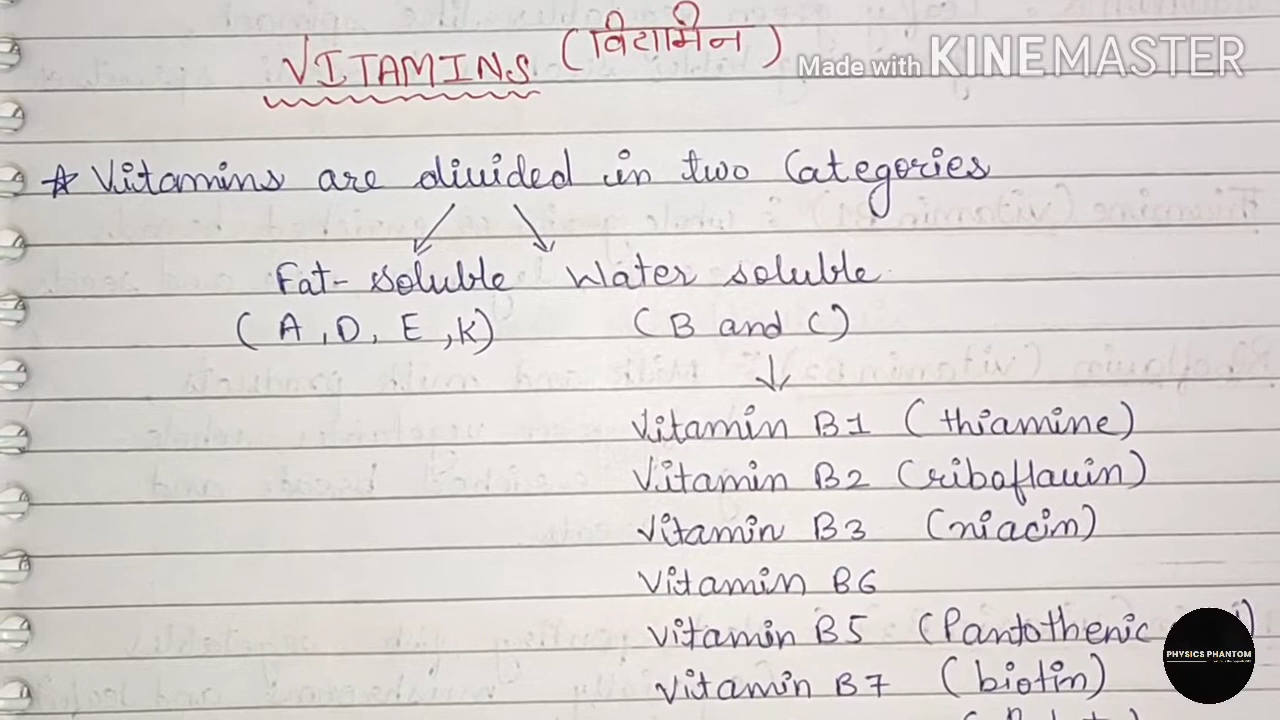 VITAMINS (विटामिन)
Made with KINEMASTER
☆ Vitamins are divided in two Categories
Fat-soluble Water soluble
(A, D, E, K) (B and C)
Vitamin B1 (thiamine)
Vitamin B2 (riboflavin)
Vitamin B3 (niacin)
Vitamin B6
Vitamin B5 (Pantothenic
PHYSICS PHANTOM
Vitamin B7 (biotin)